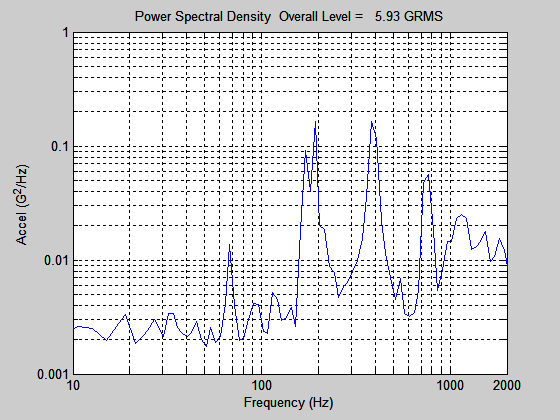 Power Spectral Density  Overall Level =   5.93 GRMS
1
0.1
0.01
0.001
Accel (G²/Hz)
10
100
1000
2000
Frequency (Hz)